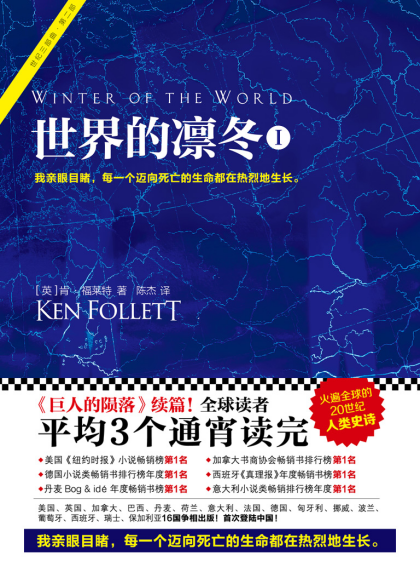 世纪三部曲·第二部
WINTER OF THE WORLD
世界的凛冬 I
我亲眼目睹,每一个迈向死亡的生命都在热烈地生长。
[英]肯·福莱特 著 陈杰 译
KEN FOLLETT
《巨人的陨落》续篇!全球读者
平均3个通宵读完
火遍全球的
20世纪
人类史诗
◆美国《纽约时报》小说畅销榜第1名
◆加拿大书商协会畅销书排行榜第1名
◆德国小说类畅销书排行榜年度第1名
◆西班牙《真理报》年度畅销书榜第1名
◆丹麦 Bog & idé 年度畅销书榜第1名
◆意大利小说类畅销书排行榜年度第1名
美国、英国、加拿大、巴西、丹麦、荷兰、意大利、法国、德国、匈牙利、挪威、波兰、
葡萄牙、西班牙、瑞士、保加利亚16国争相出版!首次登陆中国!
我亲眼目睹,每一个迈向死亡的生命都在热烈地生长。